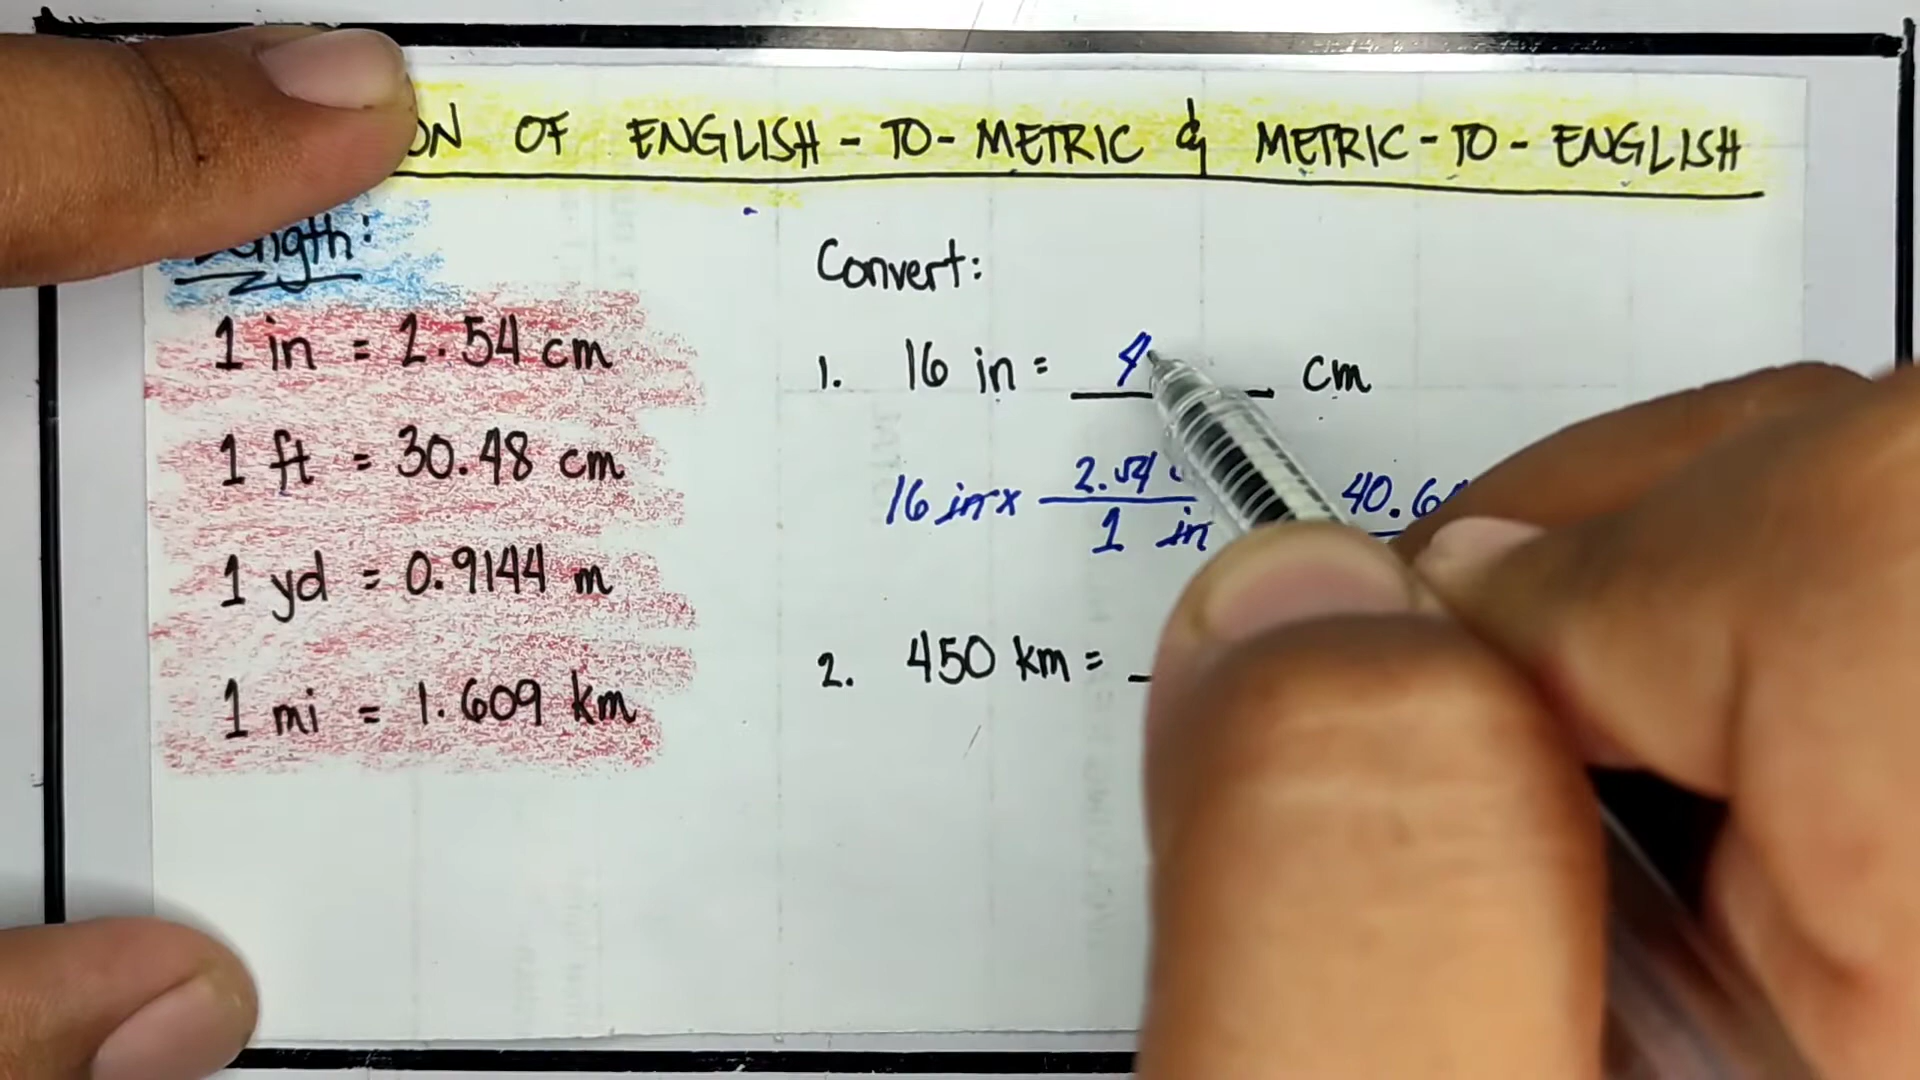 OF ENGLISH-TO-METRIC & METRIC-TO-ENGLISH
Convert:
1 in = 2.54 cm
1 ft = 30.48 cm
1 yd = 0.9144 m
1 mi = 1.609 km
1. 16 in = 4 cm
16 in x 2.54
1 in
2. 450 km =